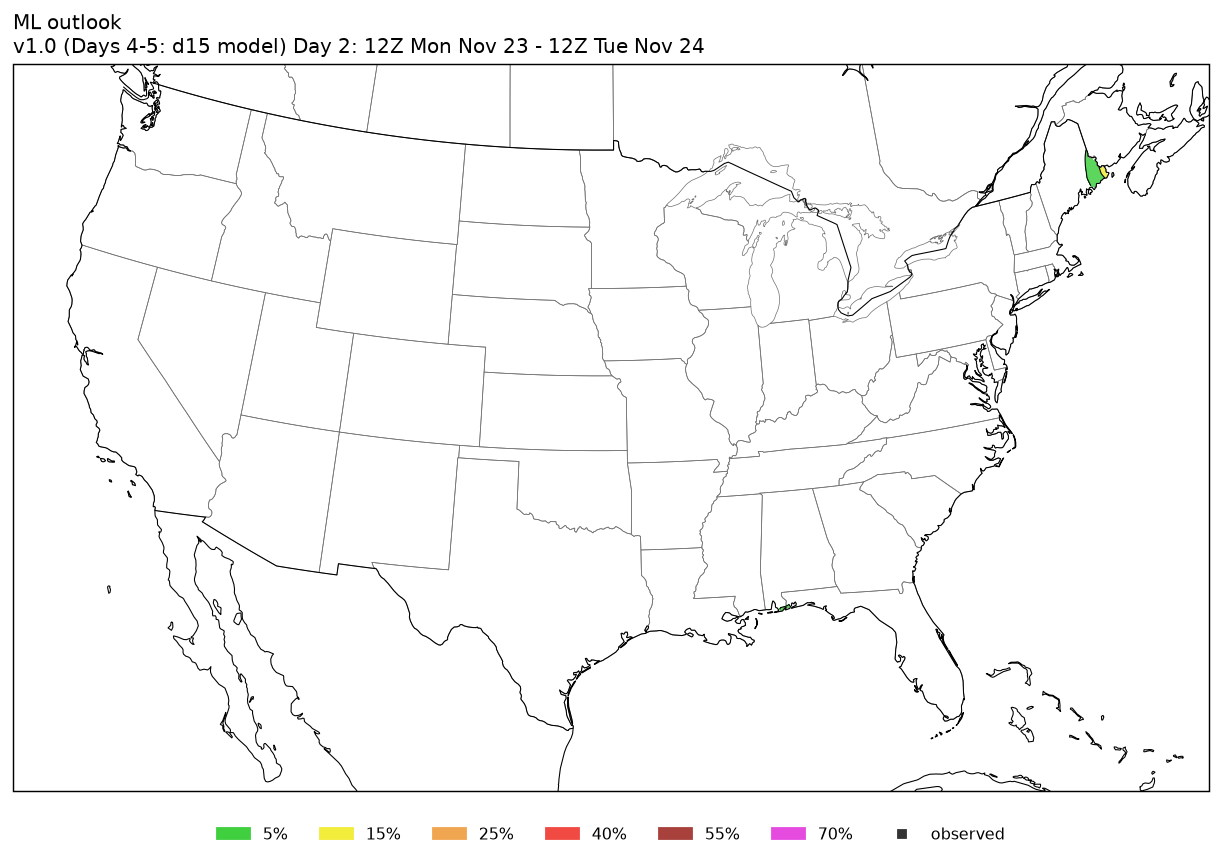 ML outlook
v1.0 (Days 4-5: d15 model) Day 2: 12Z Mon Nov 23 - 12Z Tue Nov 24
5% 15% 25% 40% 55% 70% observed